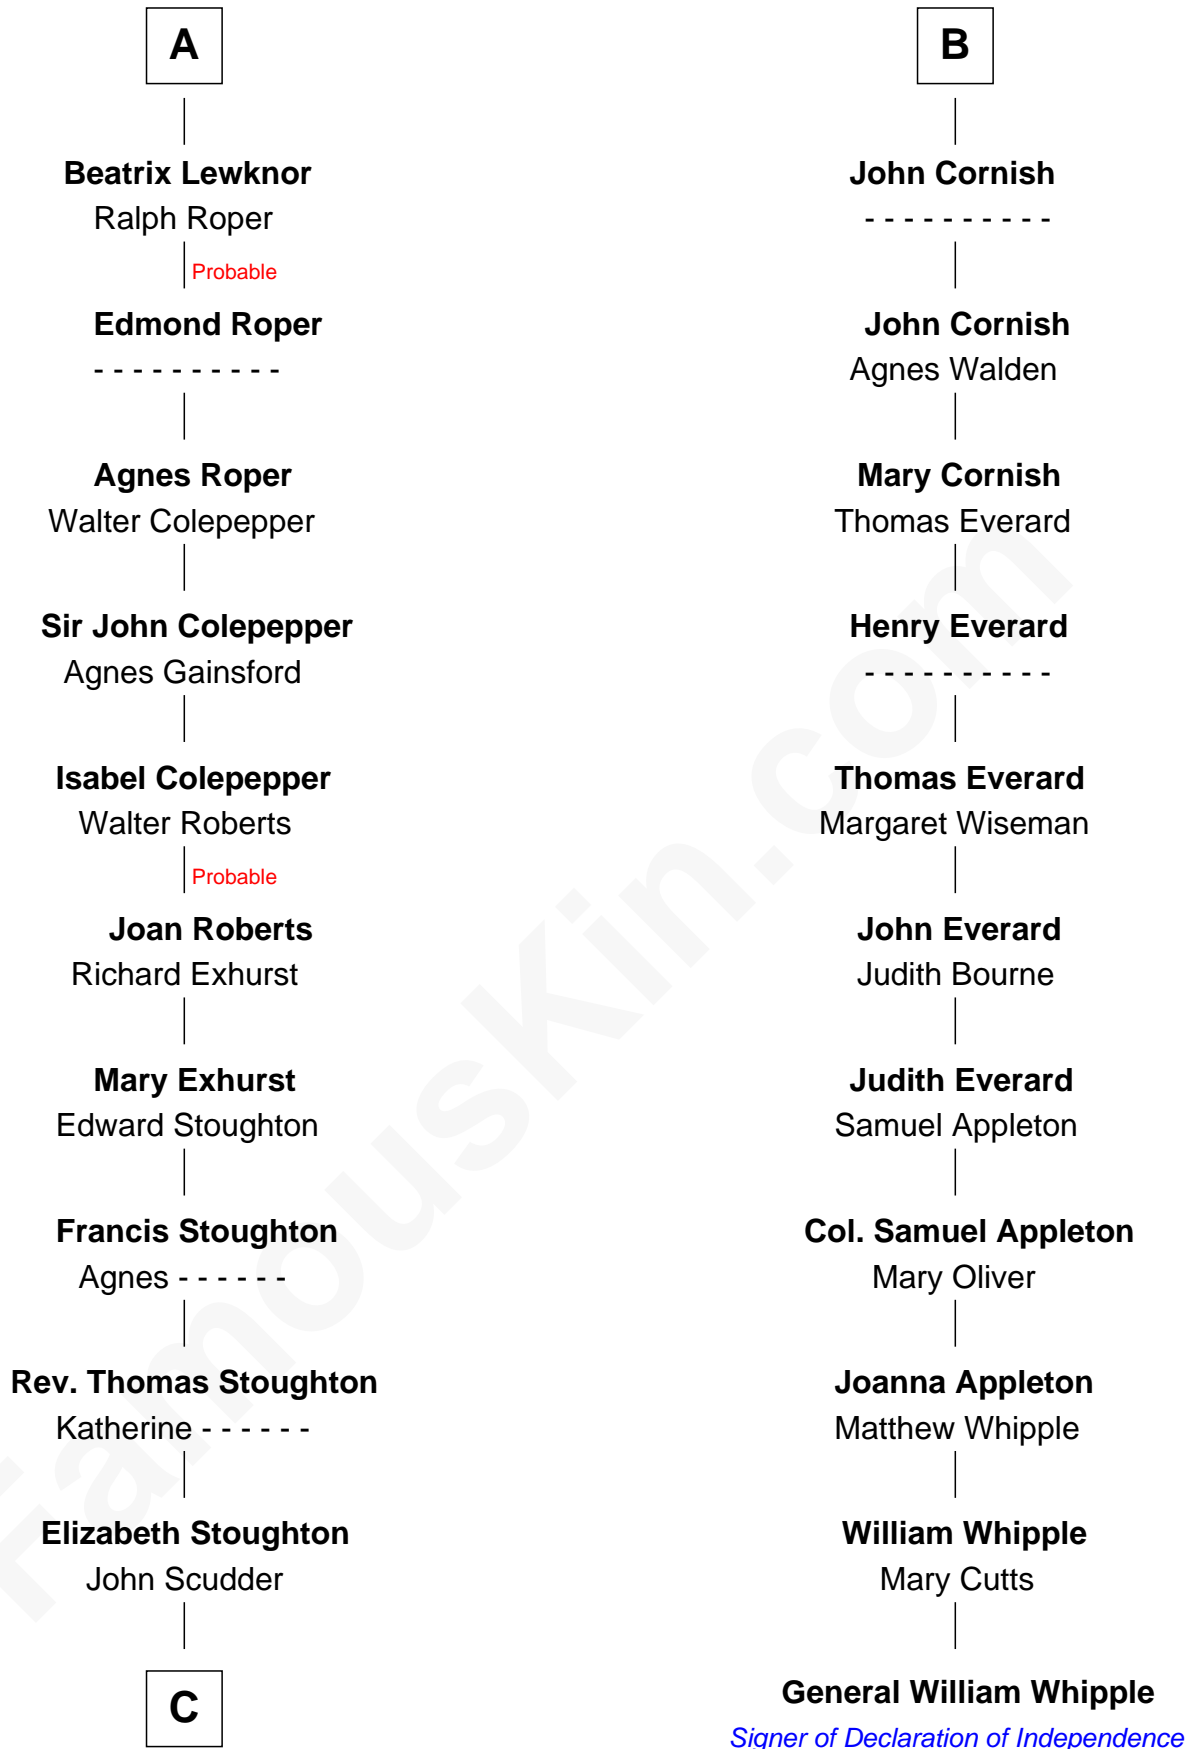 A
Beatrix Lewknor
Ralph Roper
Probable
Edmond Roper
- - - - - - - - - -
Agnes Roper
Walter Colepepper
Sir John Colepepper
Agnes Gainsford
Isabel Colepepper
Walter Roberts
Probable
Joan Roberts
Richard Exhurst
Mary Exhurst
Edward Stoughton
Francis Stoughton
Agnes - - - - - -
Rev. Thomas Stoughton
Katherine - - - - - -
Elizabeth Stoughton
John Scudder
C
B
John Cornish
- - - - - - - - - -
John Cornish
Agnes Walden
Mary Cornish
Thomas Everard
Henry Everard
- - - - - - - - - -
Thomas Everard
Margaret Wiseman
John Everard
Judith Bourne
Judith Everard
Samuel Appleton
Col. Samuel Appleton
Mary Oliver
Joanna Appleton
Matthew Whipple
William Whipple
Mary Cutts
General William Whipple
Signer of Declaration of Independence
FamousKin.com